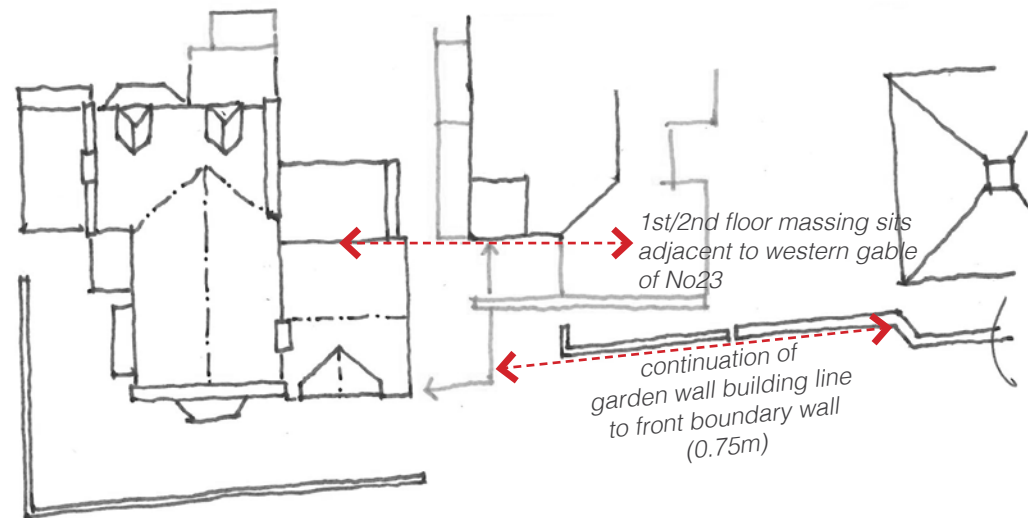 1st/2nd floor massing sits
adjacent to western gable
of No23
continuation of
garden wall building line
to front boundary wall
(0.75m)